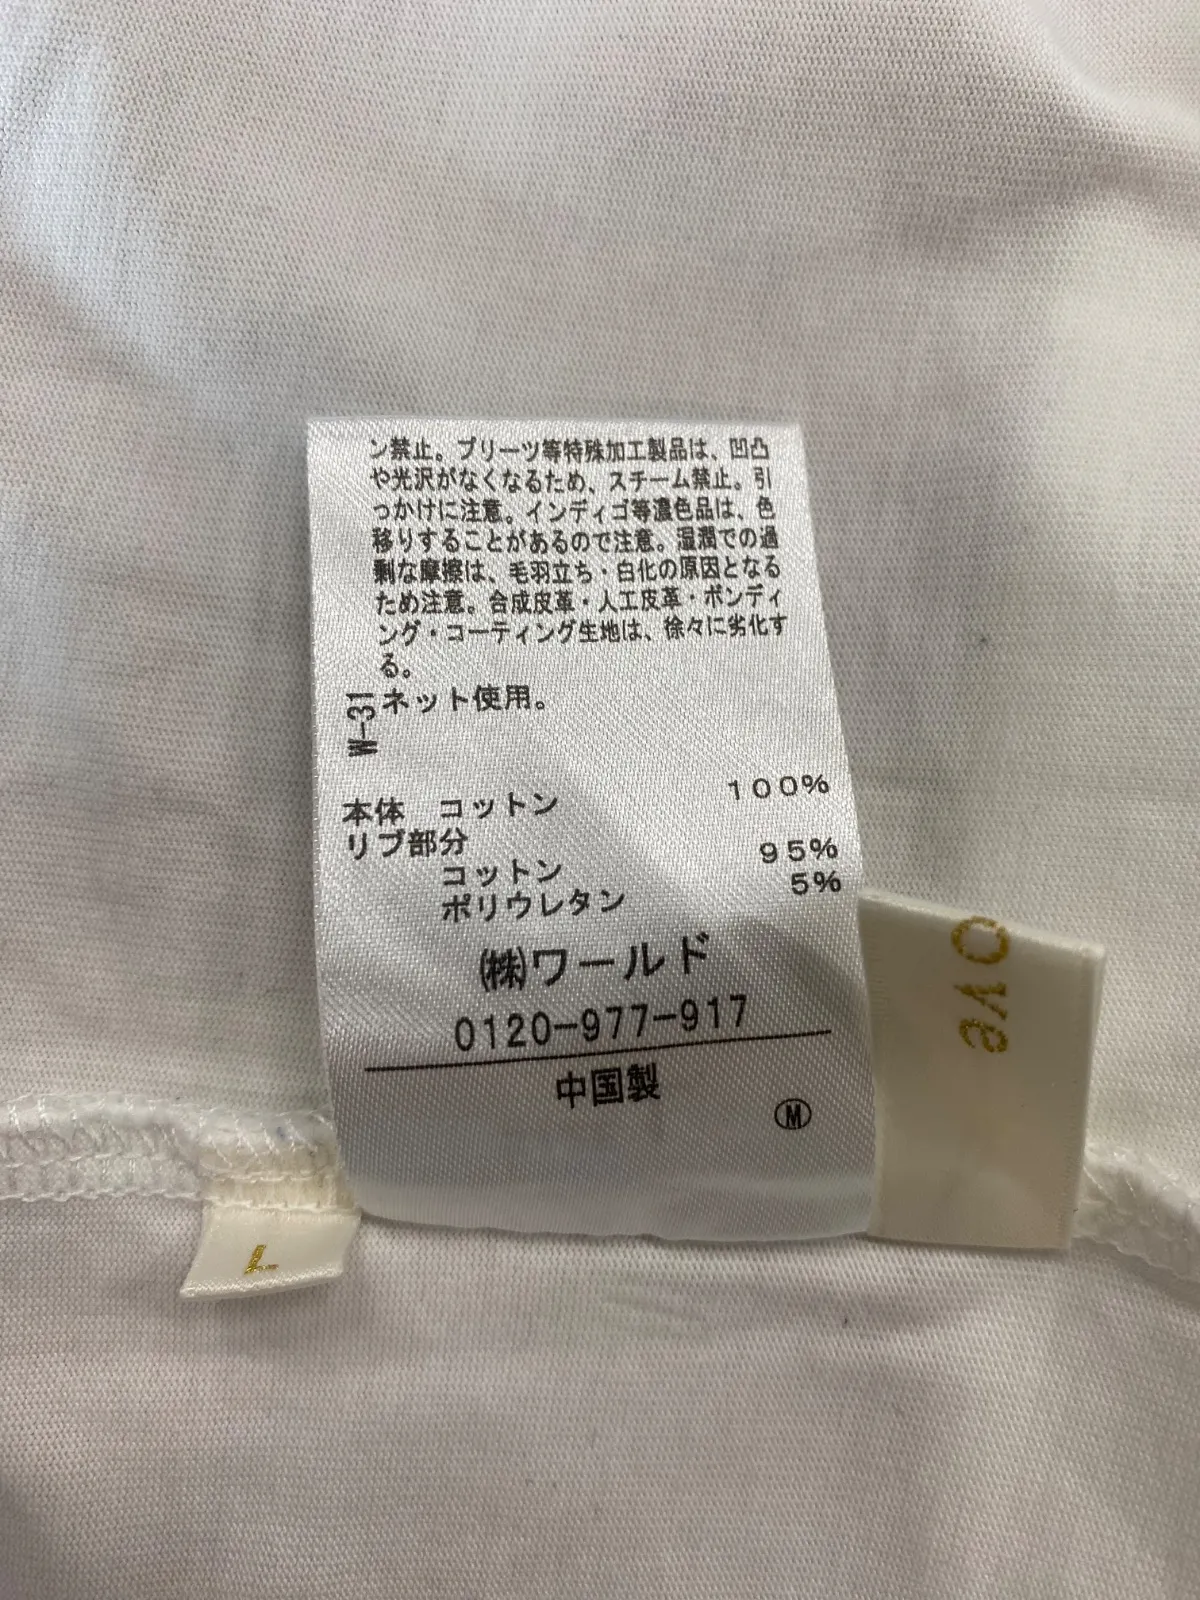 ン禁止。プリーツ等特殊加工製品は、凹凸
や光沢がなくなるため、スチーム禁止。引
っかけに注意。インディゴ等濃色品は、色
移りすることがあるので注意。湿潤での過
剰な摩擦は、毛羽立ち・白化の原因となる
ため注意。合成皮革・人工皮革・ボンディ
ング・コーティング生地は、徐々に劣化す
る。
ネット使用。
W-31
本体 コットン 100%
リブ部分
コットン 95%
ポリウレタン 5%
㈱ワールド
0120-977-917
中国製
Ⓜ
ove
L